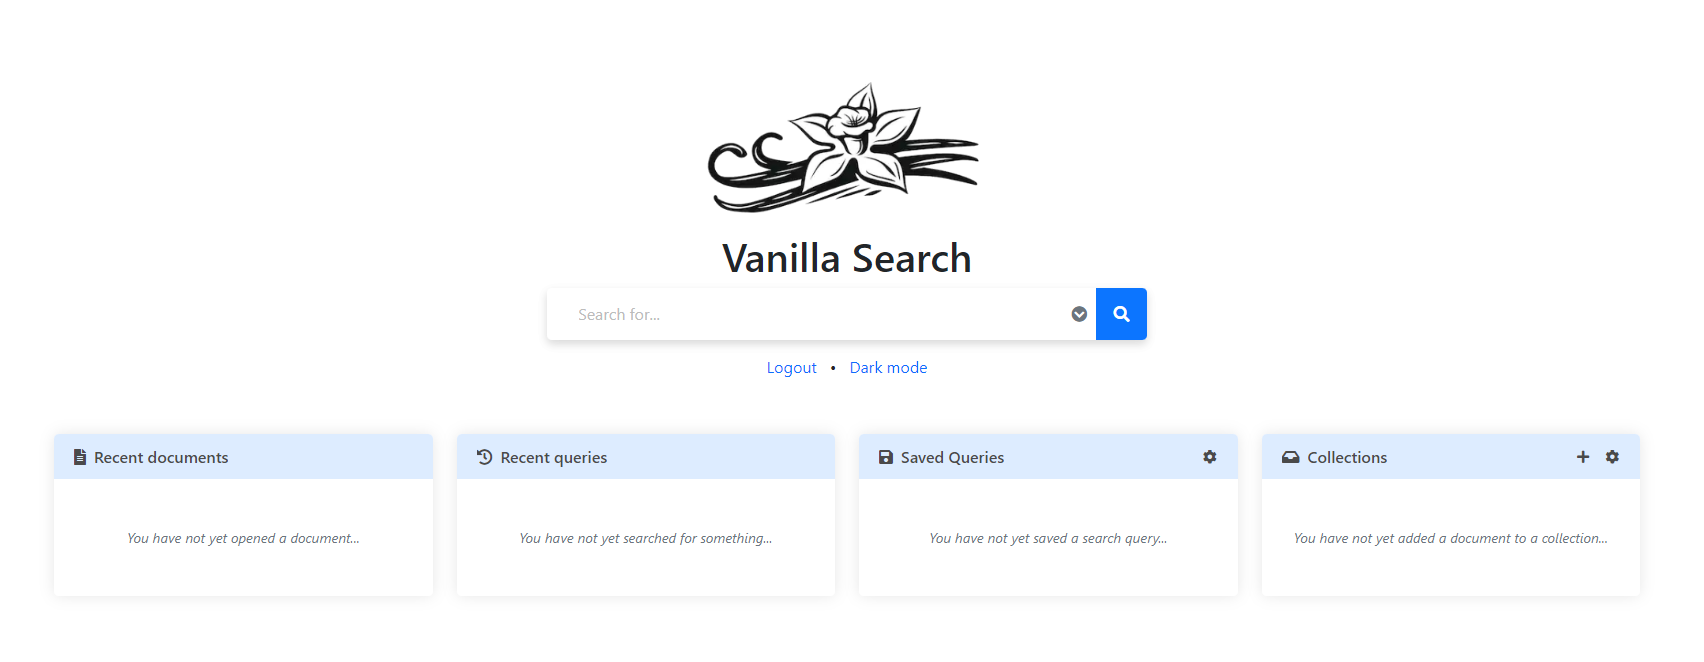 Vanilla Search
Search for...
Logout • Dark mode
Recent documents
You have not yet opened a document...
Recent queries
You have not yet searched for something...
Saved Queries
You have not yet saved a search query...
Collections
You have not yet added a document to a collection...